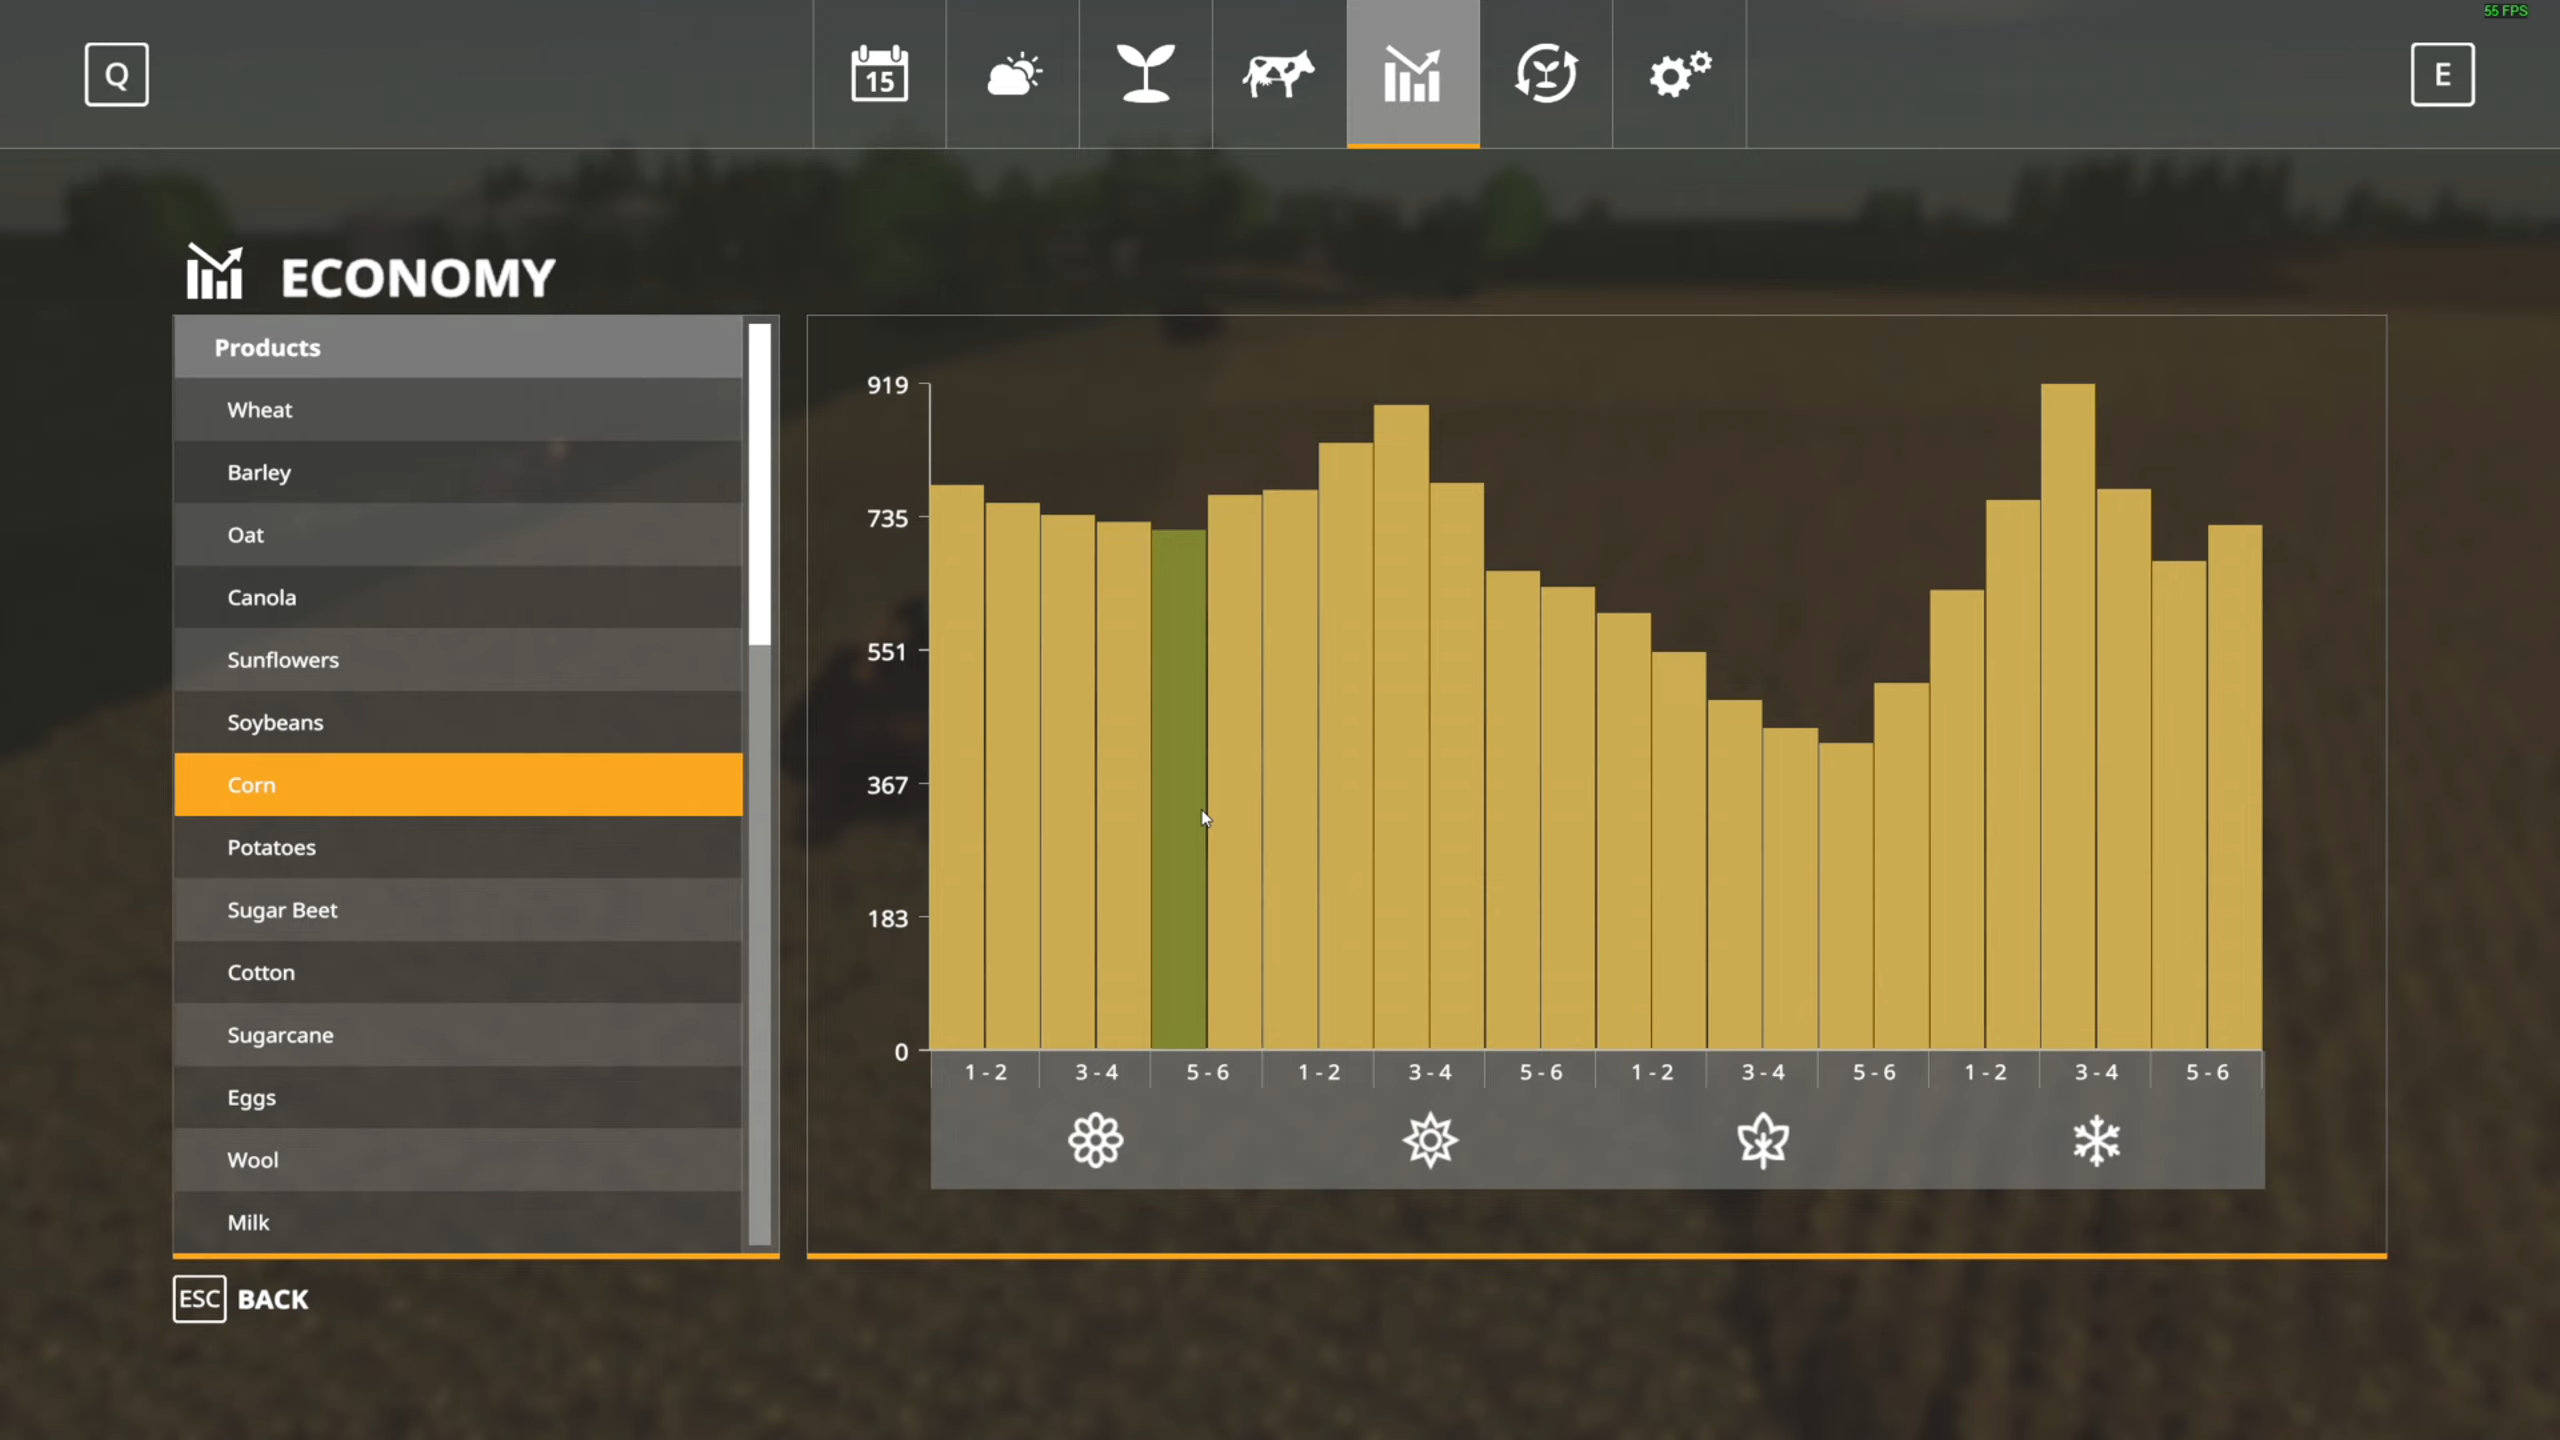 55 FPS
Q
15
E
ECONOMY
Products
Wheat
Barley
Oat
Canola
Sunflowers
Soybeans
Corn
Potatoes
Sugar Beet
Cotton
Sugarcane
Eggs
Wool
Milk
919
735
551
367
183
0
1 - 2 3 - 4 5 - 6 1 - 2 3 - 4 5 - 6 1 - 2 3 - 4 5 - 6 1 - 2 3 - 4 5 - 6
ESC BACK